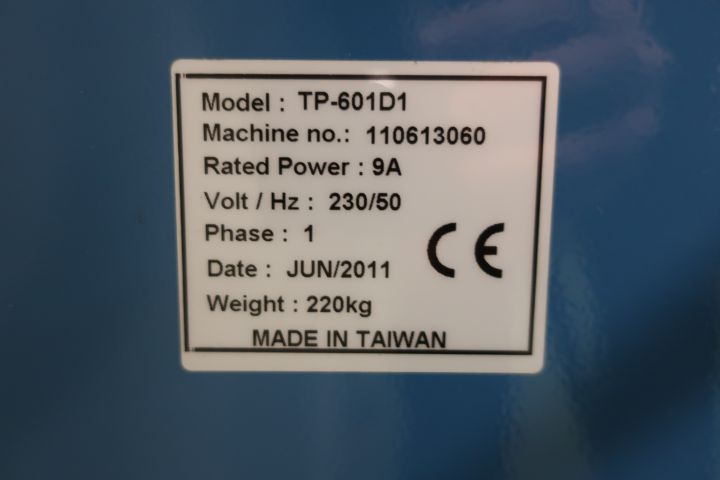 Model : TP-601D1
Machine no.: 110613060
Rated Power : 9A
Volt / Hz : 230/50
Phase : 1
Date : JUN/2011
Weight : 220kg
CE
MADE IN TAIWAN